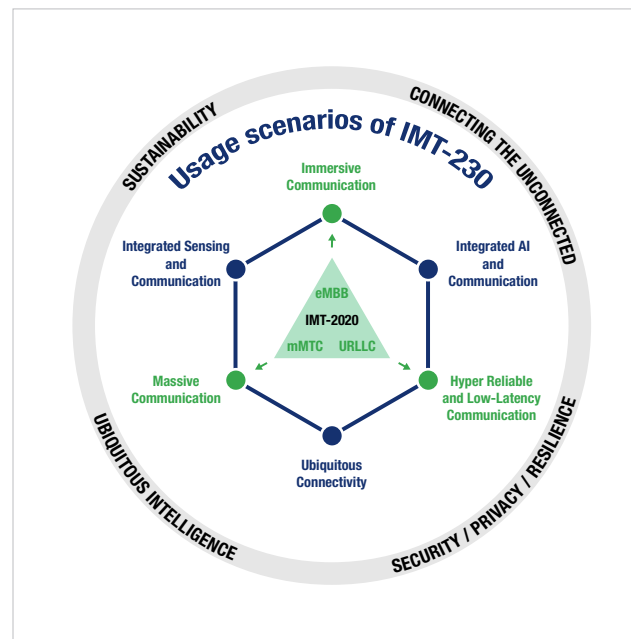 SUSTAINABILITY
CONNECTING THE UNCONNECTED
Usage scenarios of IMT-230
Immersive
Communication
Integrated Sensing
and
Communication
Integrated AI
and
Communication
eMBB
IMT-2020
mMTC URLLC
Massive
Communication
Hyper Reliable
and Low-Latency
Communication
Ubiquitous
Connectivity
UBIQUITOUS INTELLIGENCE
SECURITY / PRIVACY / RESILIENCE